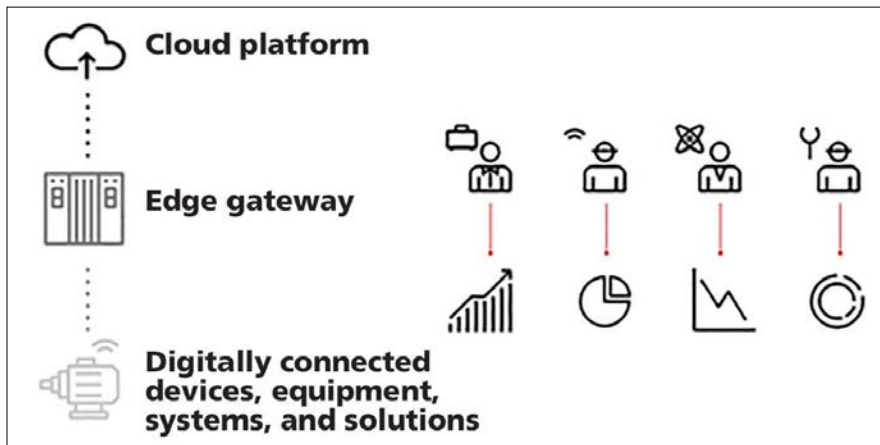 Cloud platform
Edge gateway
Digitally connected
devices, equipment,
systems, and solutions